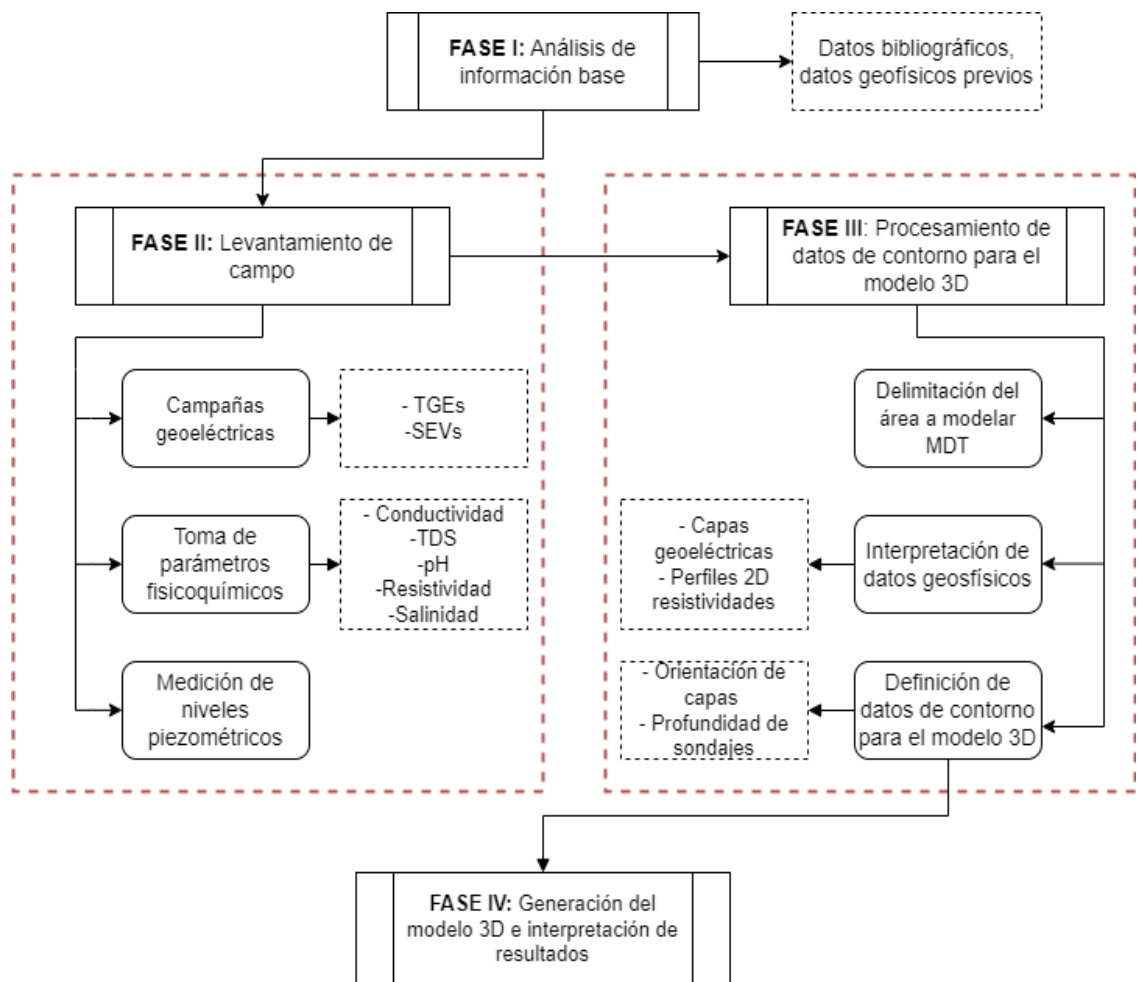 FASE I: Análisis de
información base
Datos bibliográficos,
datos geofísicos previos
FASE II: Levantamiento de
campo
Campañas
geoeléctricas
- TGEs
-SEVs
Toma de
parámetros
fisicoquímicos
- Conductividad
-TDS
-pH
-Resistividad
-Salinidad
Medición de
niveles
piezométricos
FASE III: Procesamiento de
datos de contorno para el
modelo 3D
Delimitación del
área a modelar
MDT
Interpretación de
datos geosfísicos
- Capas
geoeléctricas
- Perfiles 2D
resistividades
Definición de
datos de contorno
para el modelo 3D
- Orientación de
capas
- Profundidad de
sondajes
FASE IV: Generación del
modelo 3D e interpretación de
resultados